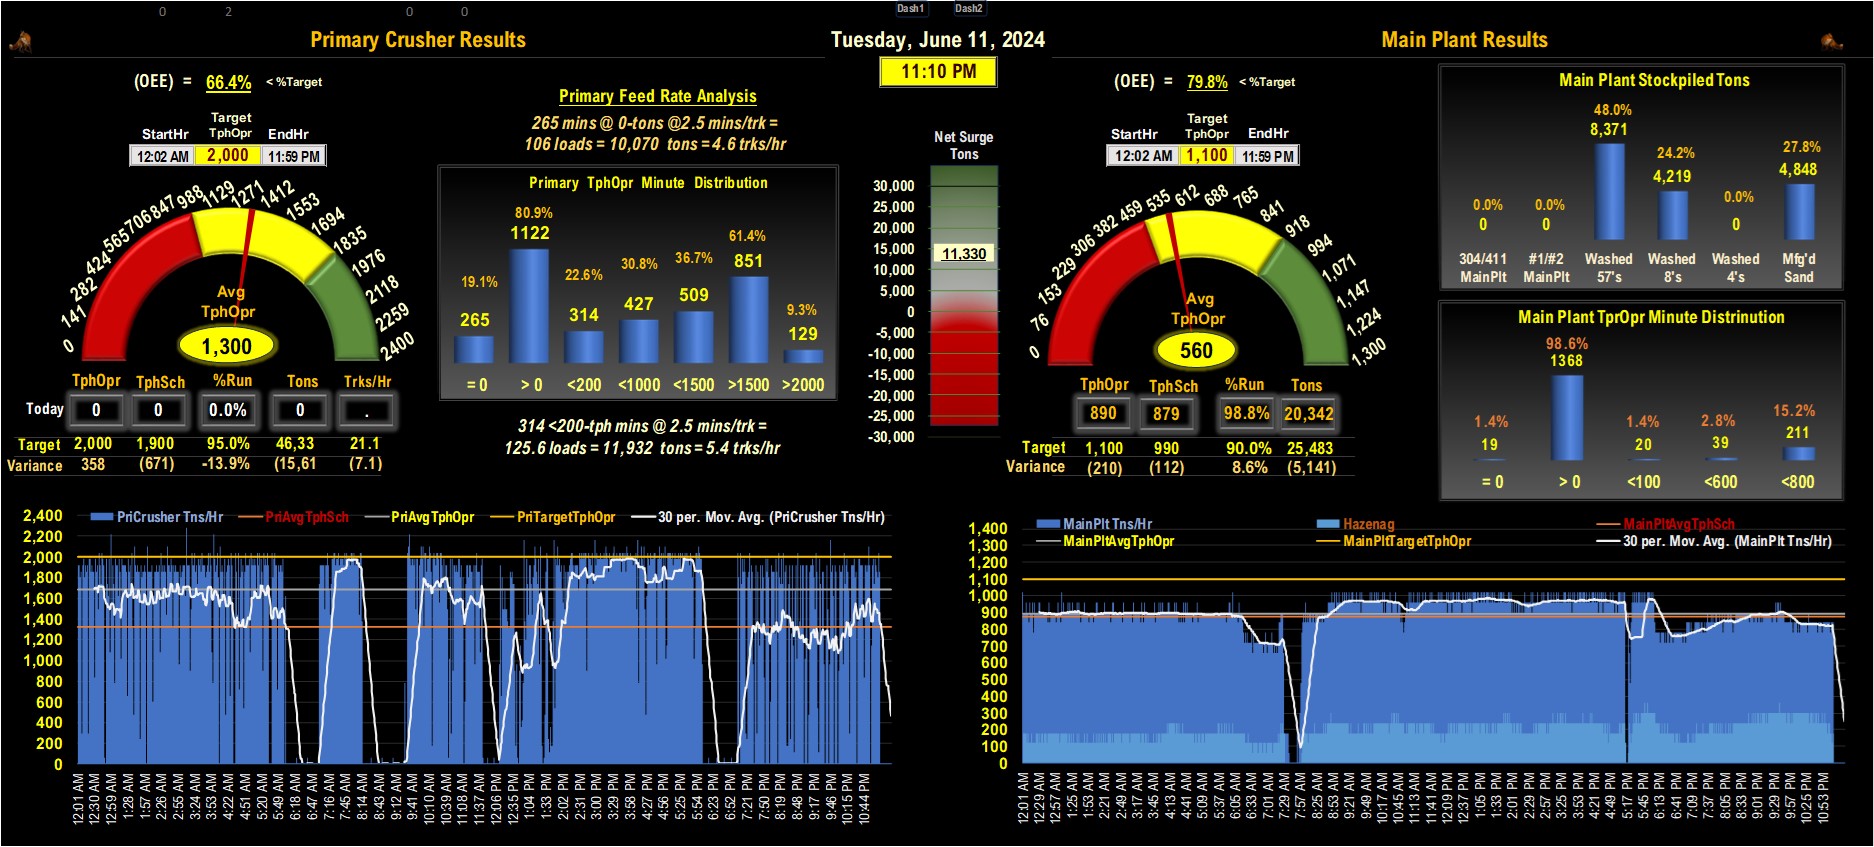 0 2 0 0 Dash1 Dash2
Primary Crusher Results
Tuesday, June 11, 2024
Main Plant Results
11:10 PM
(OEE) = 66.4% < %Target
Target
StartHr TphOpr EndHr
12:02 AM 2,000 11:59 PM
0 141 282 424 565 706 847 988 1129 1271 1412 1553 1694 1835 1976 2118 2259 2400
Avg
TphOpr
1,300
TphOpr TphSch %Run Tons Trks/Hr
Today 0 0 0.0% 0 .
Target 2,000 1,900 95.0% 46,33 21.1
Variance 358 (671) -13.9% (15,61 (7.1)
Primary Feed Rate Analysis
265 mins @ 0-tons @2.5 mins/trk =
106 loads = 10,070 tons = 4.6 trks/hr
Primary TphOpr Minute Distribution
80.9%
1122
61.4%
851
36.7%
509
30.8%
427
22.6%
314
19.1%
265
9.3%
129
= 0 > 0 <200 <1000 <1500 >1500 >2000
314 <200-tph mins @ 2.5 mins/trk =
125.6 loads = 11,932 tons = 5.4 trks/hr
Net Surge
Tons
30,000
25,000
20,000
15,000
11,330
10,000
5,000
0
-5,000
-10,000
-15,000
-20,000
-25,000
-30,000
(OEE) = 79.8% < %Target
Target
StartHr TphOpr EndHr
12:02 AM 1,100 11:59 PM
0 76 153 229 306 382 459 535 612 688 765 841 918 994 1,071 1,147 1,224 1,300
Avg
TphOpr
560
TphOpr TphSch %Run Tons
890 879 98.8% 20,342
Target 1,100 990 90.0% 25,483
Variance (210) (112) 8.6% (5,141)
Main Plant Stockpiled Tons
48.0%
8,371
24.2%
4,219
27.8%
4,848
0.0% 0.0% 0.0%
0 0 0
304/411 #1/#2 Washed Washed Washed Mfg'd
MainPlt MainPlt 57's 8's 4's Sand
Main Plant TprOpr Minute Distrinution
98.6%
1368
1.4% 1.4% 2.8% 15.2%
19 20 39 211
= 0 > 0 <100 <600 <800
PriCrusher Tns/Hr PriAvgTphSch PriAvgTphOpr PriTargetTphOpr 30 per. Mov. Avg. (PriCrusher Tns/Hr)
2,400
2,200
2,000
1,800
1,600
1,400
1,200
1,000
800
600
400
200
0
12:01 AM 12:30 AM 12:59 AM 1:28 AM 1:57 AM 2:26 AM 2:55 AM 3:24 AM 3:53 AM 4:22 AM 4:51 AM 5:20 AM 5:49 AM 6:18 AM 6:47 AM 7:16 AM 7:45 AM 8:14 AM 8:43 AM 9:12 AM 9:41 AM 10:10 AM 10:39 AM 11:08 AM 11:37 AM 12:06 PM 12:35 PM 1:04 PM 1:33 PM 2:02 PM 2:31 PM 3:00 PM 3:29 PM 3:58 PM 4:27 PM 4:56 PM 5:25 PM 5:54 PM 6:23 PM 6:52 PM 7:21 PM 7:50 PM 8:19 PM 8:48 PM 9:17 PM 9:46 PM 10:15 PM 10:44 PM
MainPlt Tns/Hr Hazenag MainPltAvgTphSch
MainPltAvgTphOpr MainPltTargetTphOpr 30 per. Mov. Avg. (MainPlt Tns/Hr)
1,400
1,300
1,200
1,100
1,000
900
800
700
600
500
400
300
200
100
0
12:01 AM 12:29 AM 12:57 AM 1:25 AM 1:53 AM 2:21 AM 2:49 AM 3:17 AM 3:45 AM 4:13 AM 4:41 AM 5:09 AM 5:37 AM 6:05 AM 6:33 AM 7:01 AM 7:29 AM 7:57 AM 8:25 AM 8:53 AM 9:21 AM 9:49 AM 10:17 AM 10:45 AM 11:13 AM 11:41 AM 12:09 PM 12:37 PM 1:05 PM 1:33 PM 2:01 PM 2:29 PM 2:57 PM 3:25 PM 3:53 PM 4:21 PM 4:49 PM 5:17 PM 5:45 PM 6:13 PM 6:41 PM 7:09 PM 7:37 PM 8:05 PM 8:33 PM 9:01 PM 9:29 PM 9:57 PM 10:25 PM 10:53 PM